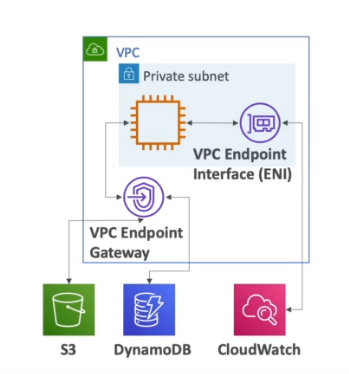 VPC
Private subnet
VPC Endpoint
Interface (ENI)
VPC Endpoint
Gateway
S3
DynamoDB
CloudWatch